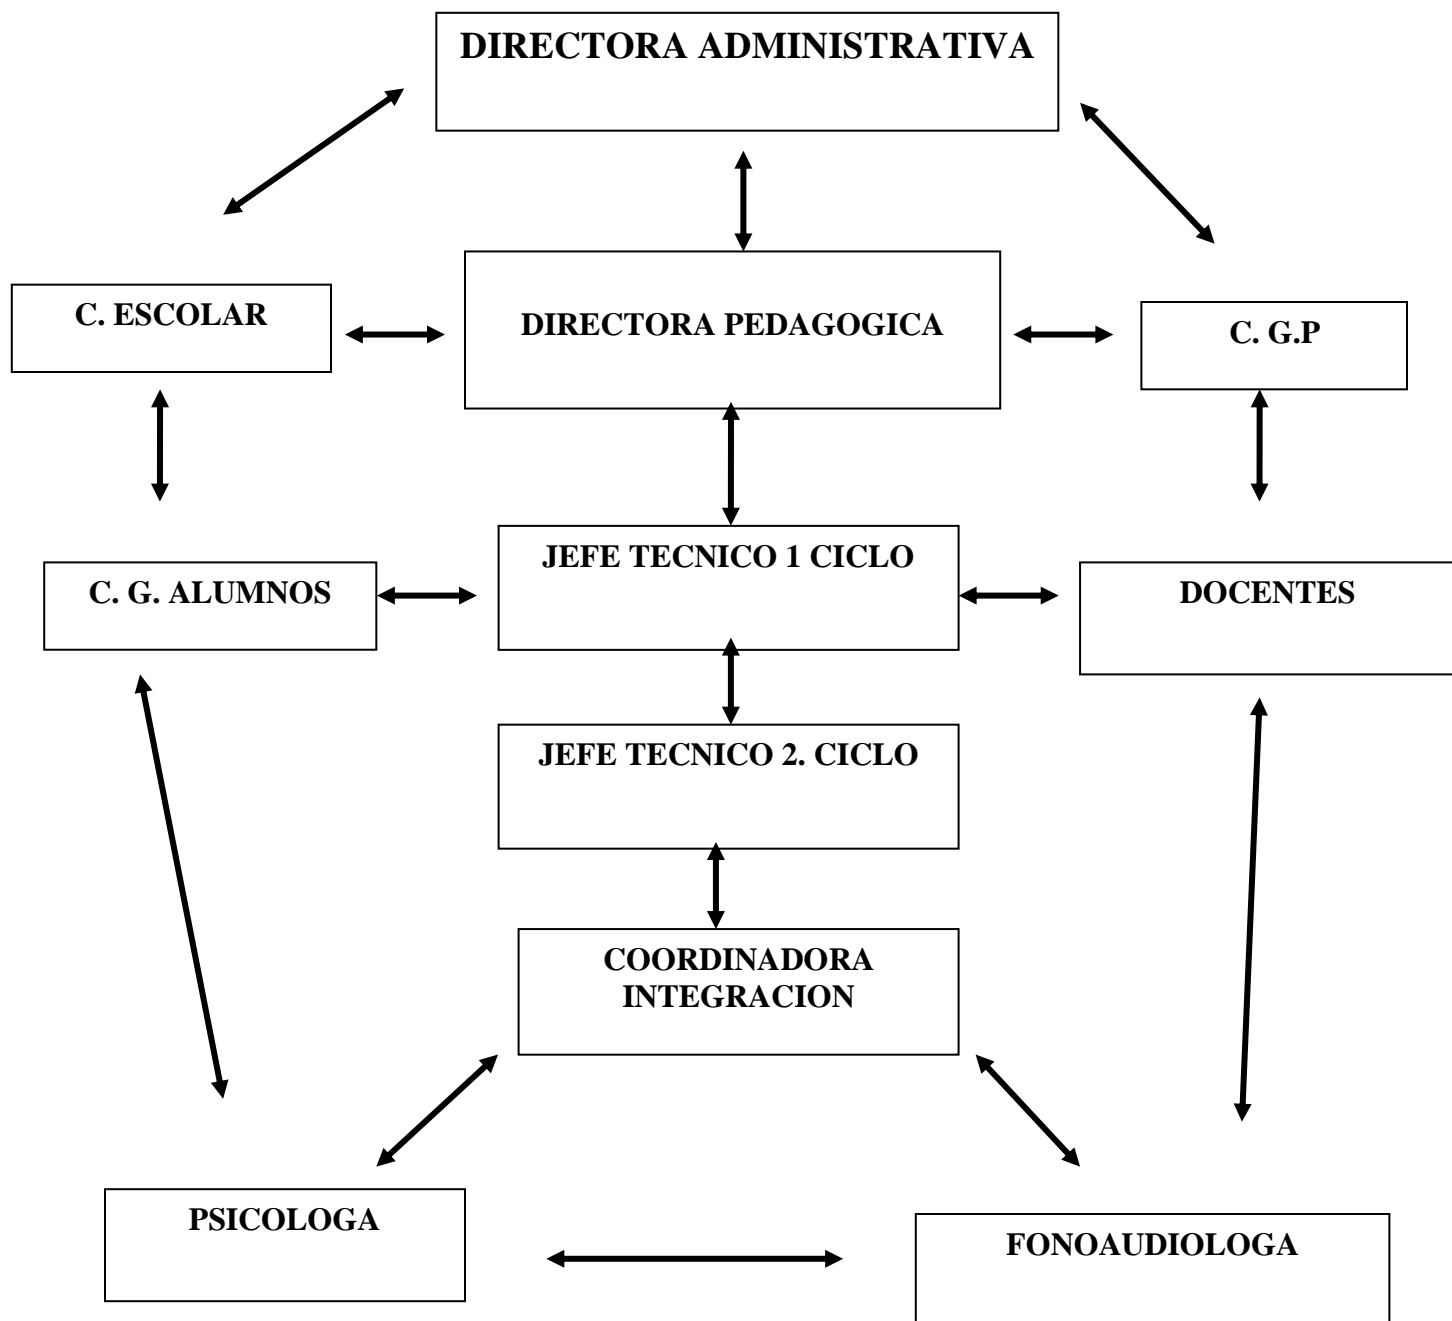 DIRECTORA ADMINISTRATIVA
C. ESCOLAR
DIRECTORA PEDAGOGICA
C. G.P
JEFE TECNICO 1 CICLO
C. G. ALUMNOS
DOCENTES
JEFE TECNICO 2. CICLO
COORDINADORA
INTEGRACION
PSICOLOGA
FONOAUDIOLOGA